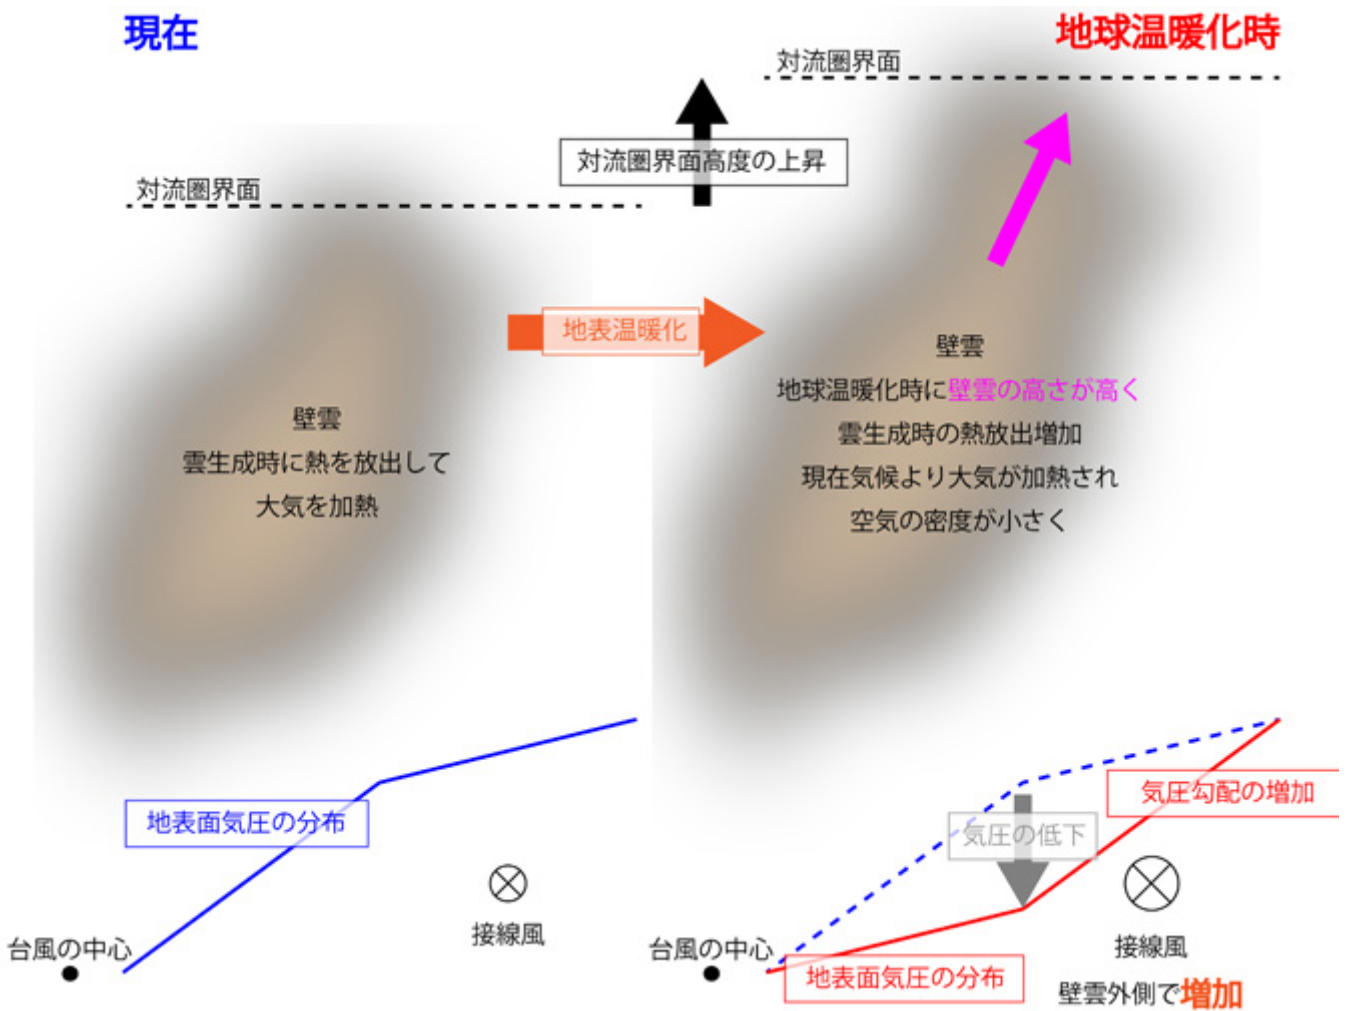 現在
地球温暖化時
対流圏界面
対流圏界面高度の上昇
対流圏界面
地表温暖化
壁雲
雲生成時に熱を放出して
大気を加熱
壁雲
地球温暖化時に壁雲の高さが高く
雲生成時の熱放出増加
現在気候より大気が加熱され
空気の密度が小さく
地表面気圧の分布
接線風
台風の中心
気圧勾配の増加
気圧の低下
台風の中心
地表面気圧の分布
接線風
壁雲外側で増加